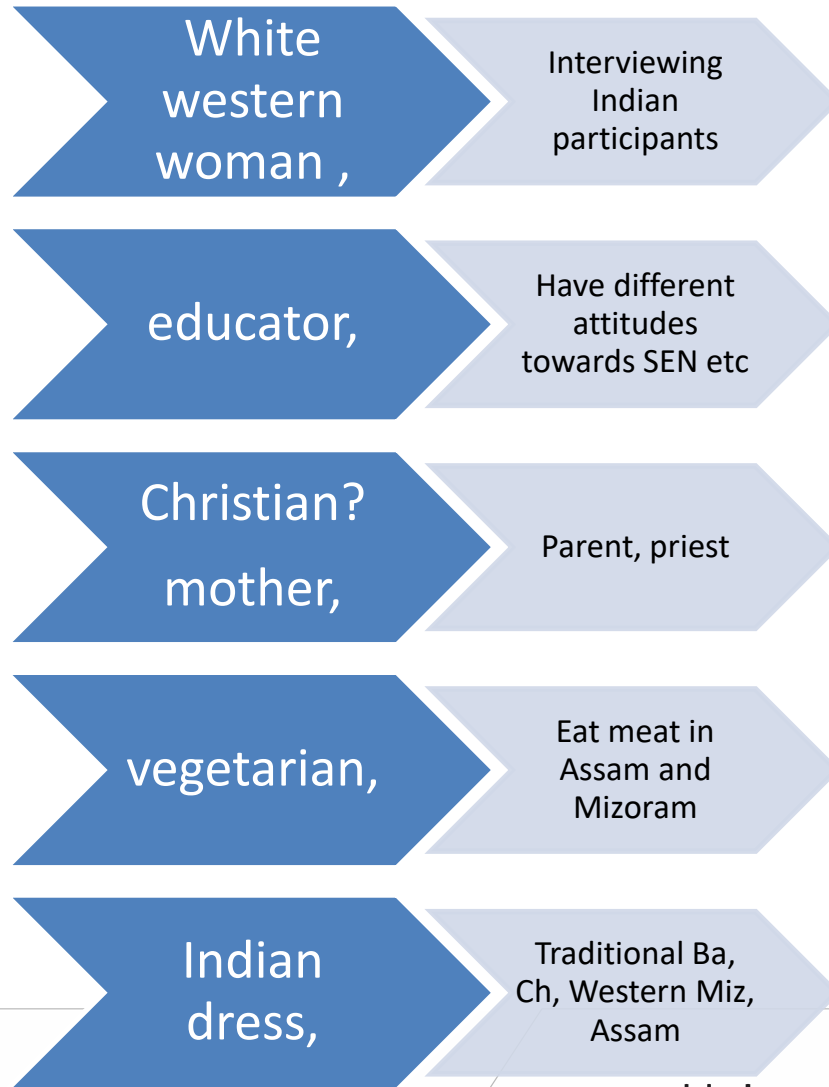 White
western
woman ,
Interviewing
Indian
participants
educator,
Have different
attitudes
towards SEN etc
Christian?
mother,
Parent, priest
vegetarian,
Eat meat in
Assam and
Mizoram
Indian
dress,
Traditional Ba,
Ch, Western Miz,
Assam